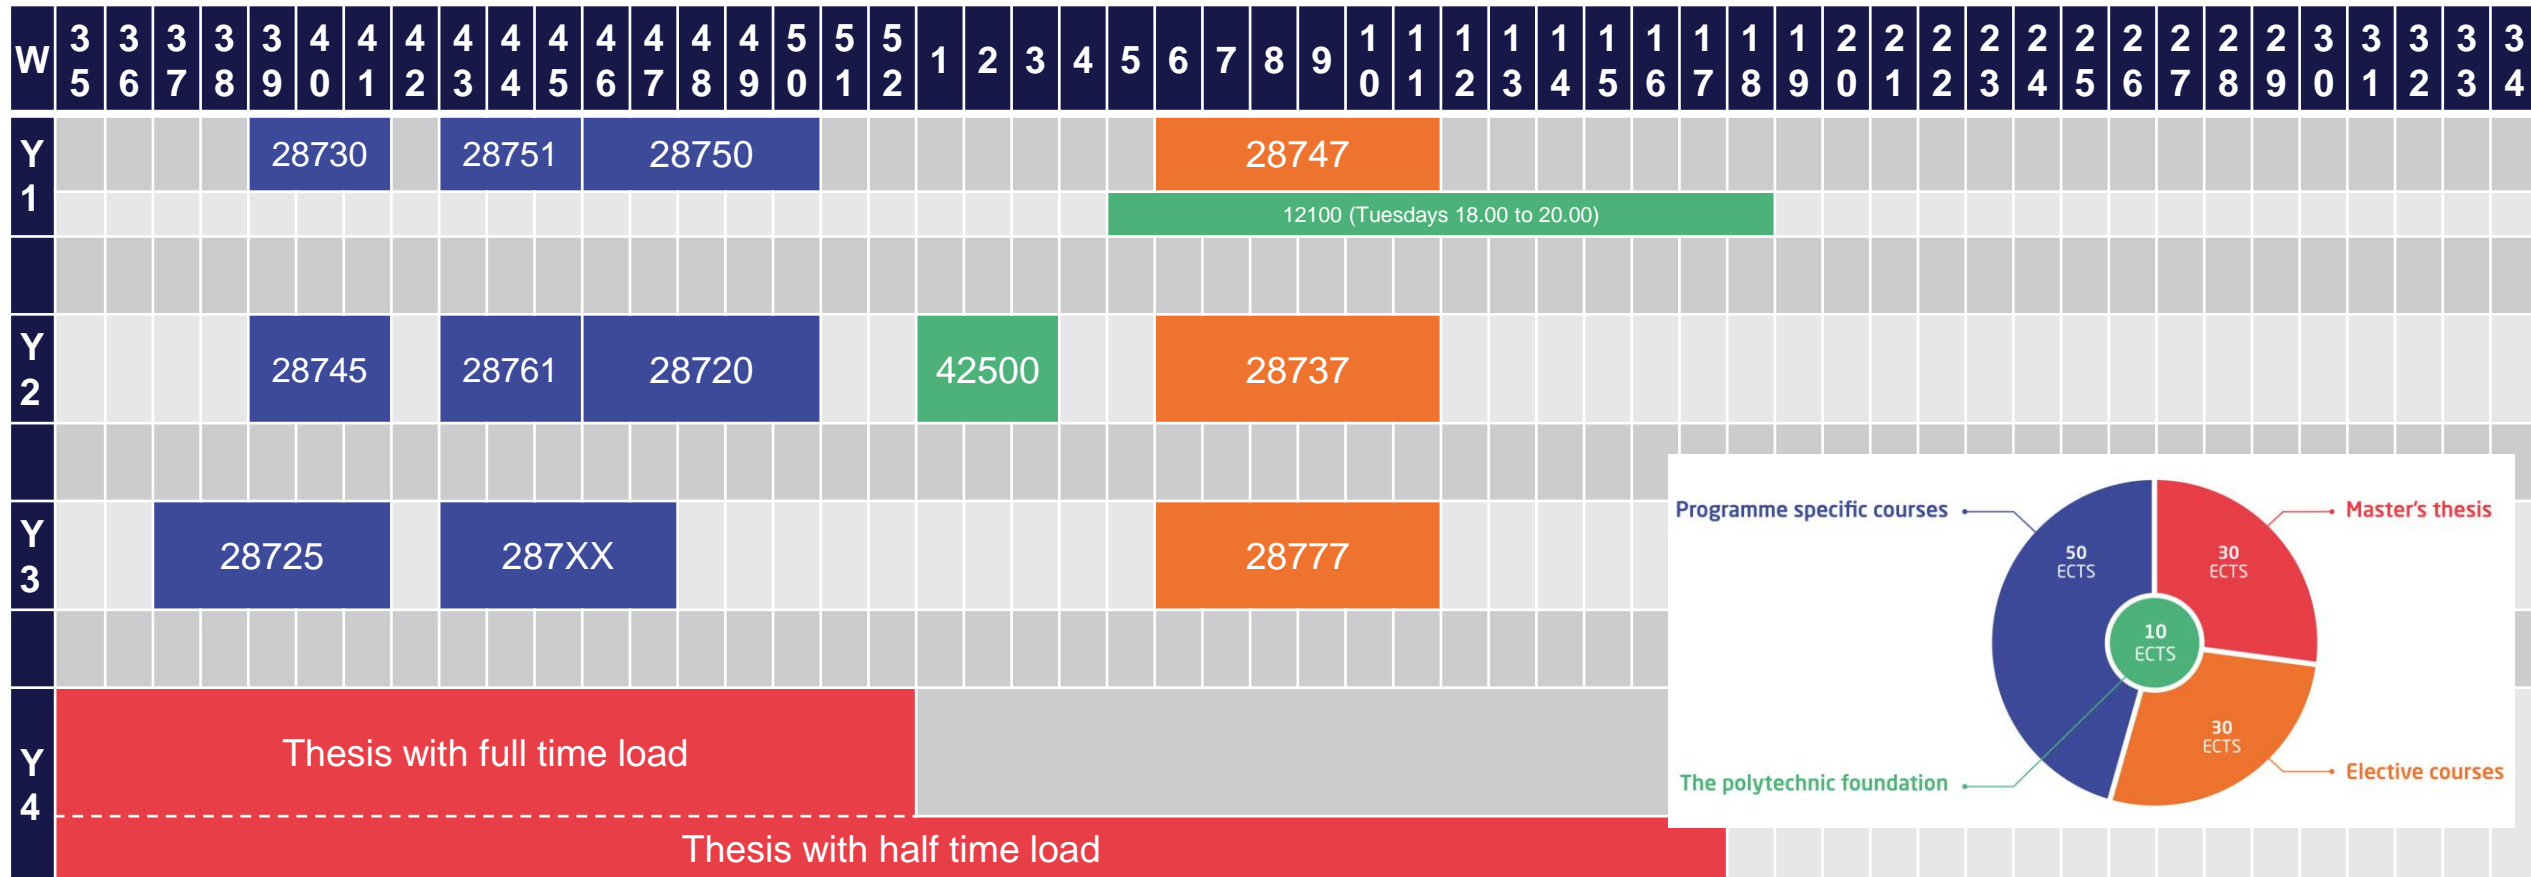 W 35 36 37 38 39 40 41 42 43 44 45 46 47 48 49 50 51 52 1 2 3 4 5 6 7 8 9 10 11 12 13 14 15 16 17 18 19 20 21 22 23 24 25 26 27 28 29 30 31 32 33 34
Y1 28730 28751 28750 28747
12100 (Tuesdays 18.00 to 20.00)
Y2 28745 28761 28720 42500 28737
Y3 28725 287XX 28777
Y4 Thesis with full time load
Thesis with half time load
Programme specific courses
Master's thesis
50
ECTS
30
ECTS
10
ECTS
30
ECTS
The polytechnic foundation
Elective courses